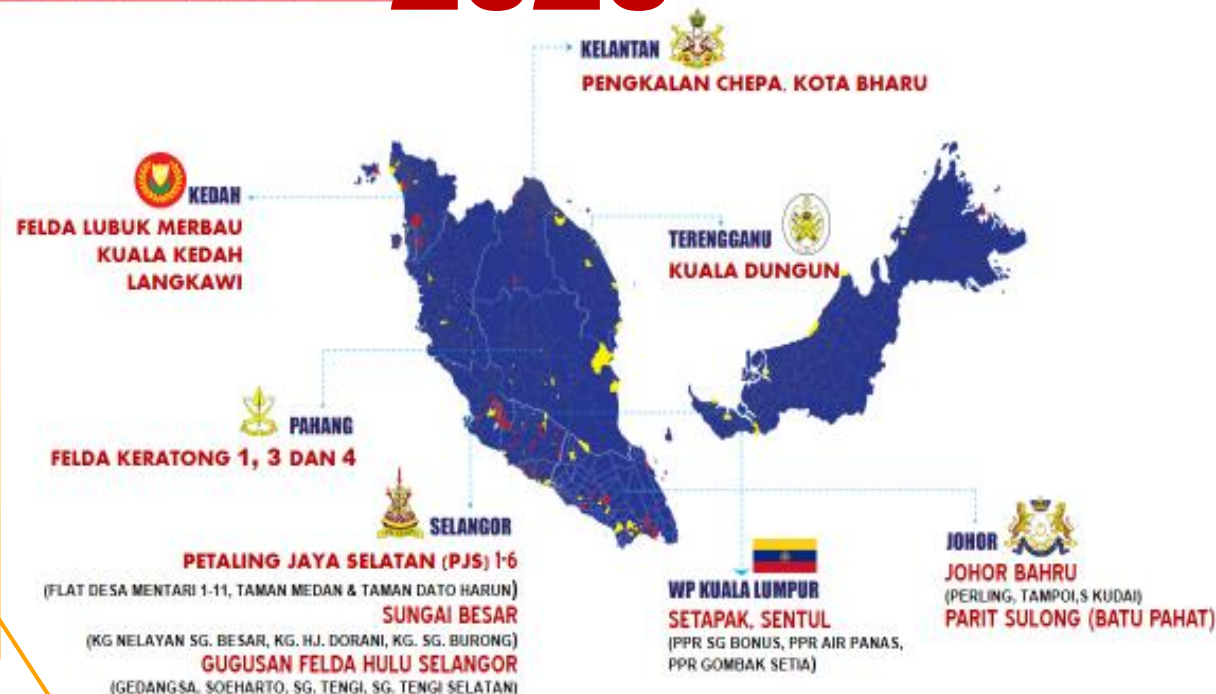 2023
KELANTAN
PENGKALAN CHEPA, KOTA BHARU
KEDAH
FELDA LUBUK MERBAU
KUALA KEDAH
LANGKAWI
TERENGGANU
KUALA DUNGUN
PAHANG
FELDA KERATONG 1, 3 DAN 4
SELANGOR
PETALING JAYA SELATAN (PJS) 1-6
(FLAT DESA MENTARI 1-11, TAMAN MEDAN & TAMAN DATO HARUN)
SUNGAI BESAR
(KG NELAYAN SG. BESAR, KG. HJ. DORANI, KG. SG. BURONG)
GUGUSAN FELDA HULU SELANGOR
(GEDANGSA, SOEHARTO, SG. TENGI, SG. TENGI SELATAN)
WP KUALA LUMPUR
SETAPAK, SENTUL
(PPR SG BONUS, PPR AIR PANAS,
PPR GOMBAK SETIA)
JOHOR
JOHOR BAHRU
(PERLING, TAMPOI,S KUDAI)
PARIT SULONG (BATU PAHAT)